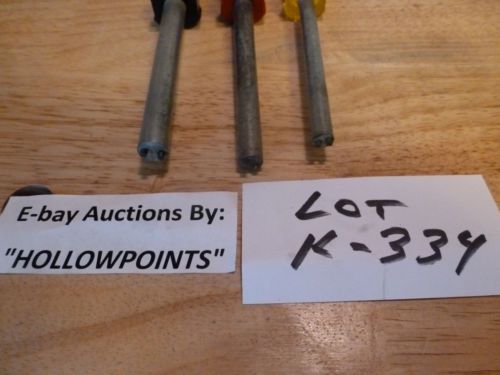 E-bay Auctions By:
"HOLLOWPOINTS"
LOT
K-334